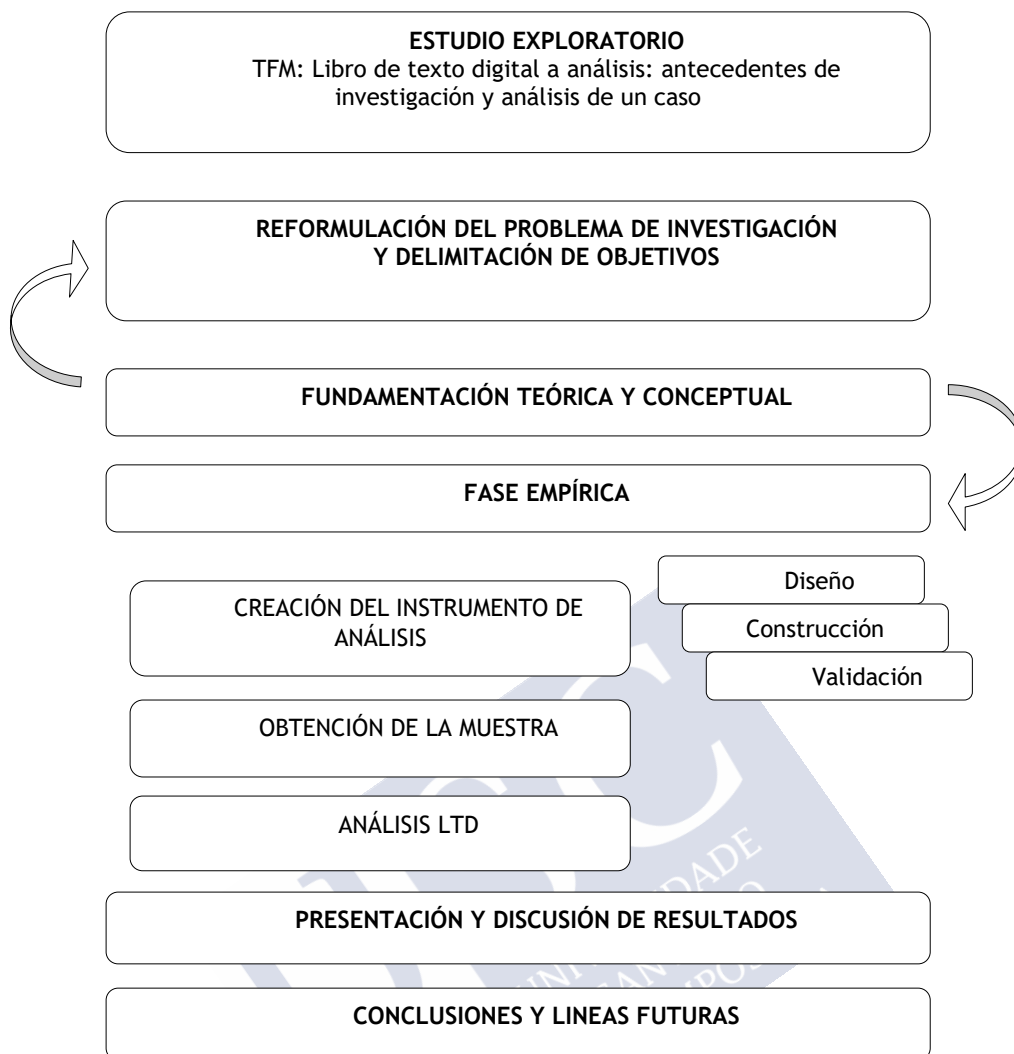 ESTUDIO EXPLORATORIO
TFM: Libro de texto digital a análisis: antecedentes de
investigación y análisis de un caso
REFORMULACIÓN DEL PROBLEMA DE INVESTIGACIÓN
Y DELIMITACIÓN DE OBJETIVOS
FUNDAMENTACIÓN TEÓRICA Y CONCEPTUAL
FASE EMPÍRICA
CREACIÓN DEL INSTRUMENTO DE
ANÁLISIS
Diseño
Construcción
Validación
OBTENCIÓN DE LA MUESTRA
ANÁLISIS LTD
PRESENTACIÓN Y DISCUSIÓN DE RESULTADOS
CONCLUSIONES Y LINEAS FUTURAS